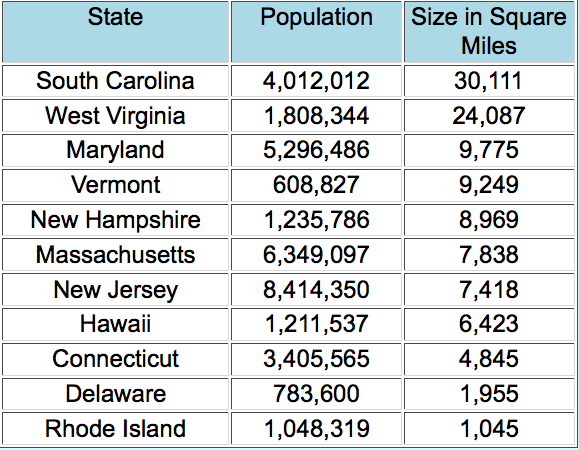 State Population Size in Square
Miles
South Carolina 4,012,012 30,111
West Virginia 1,808,344 24,087
Maryland 5,296,486 9,775
Vermont 608,827 9,249
New Hampshire 1,235,786 8,969
Massachusetts 6,349,097 7,838
New Jersey 8,414,350 7,418
Hawaii 1,211,537 6,423
Connecticut 3,405,565 4,845
Delaware 783,600 1,955
Rhode Island 1,048,319 1,045